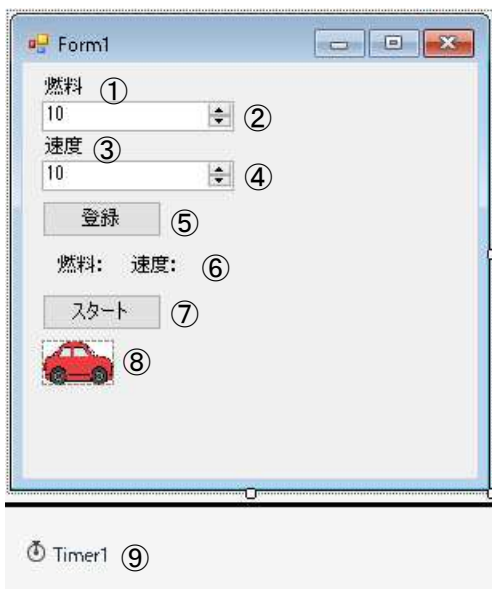 Form1
燃料 ①
10 ②
速度 ③
10 ④
登録 ⑤
燃料: 速度: ⑥
スタート ⑦
⑧
Timer1 ⑨